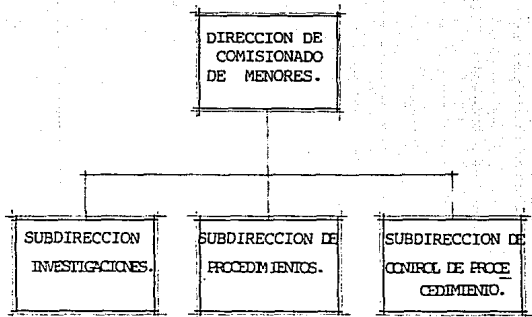 DIRECCION DE
COMISIONADO
DE MENORES.
SUBDIRECCION
INVESTIGACIONES.
SUBDIRECCION DE
PROCEDIMIENTOS.
SUBDIRECCION DE
CONTROL DE PROCE
CEDIMIENTO.